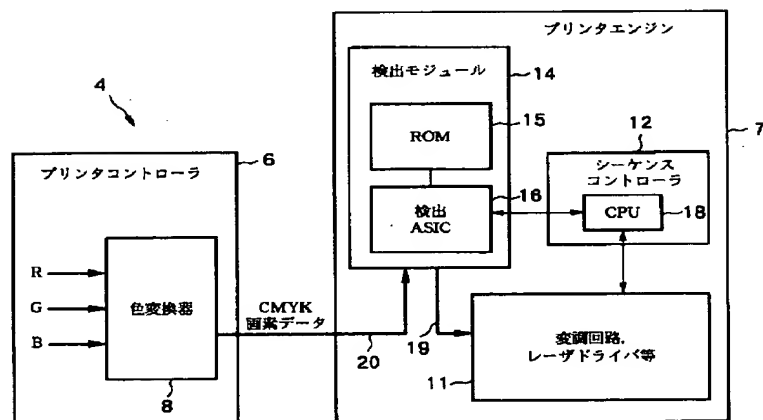 プリンタエンジン
検出モジュール
14
4
15
ROM
7
12
6
プリンタコントローラ
シーケンス
コントローラ
16
検出
ASIC
CPU
18
R
G
B
色変換器
CMYK
画素データ
20
19
変調回路,
レーザドライバ等
8
11